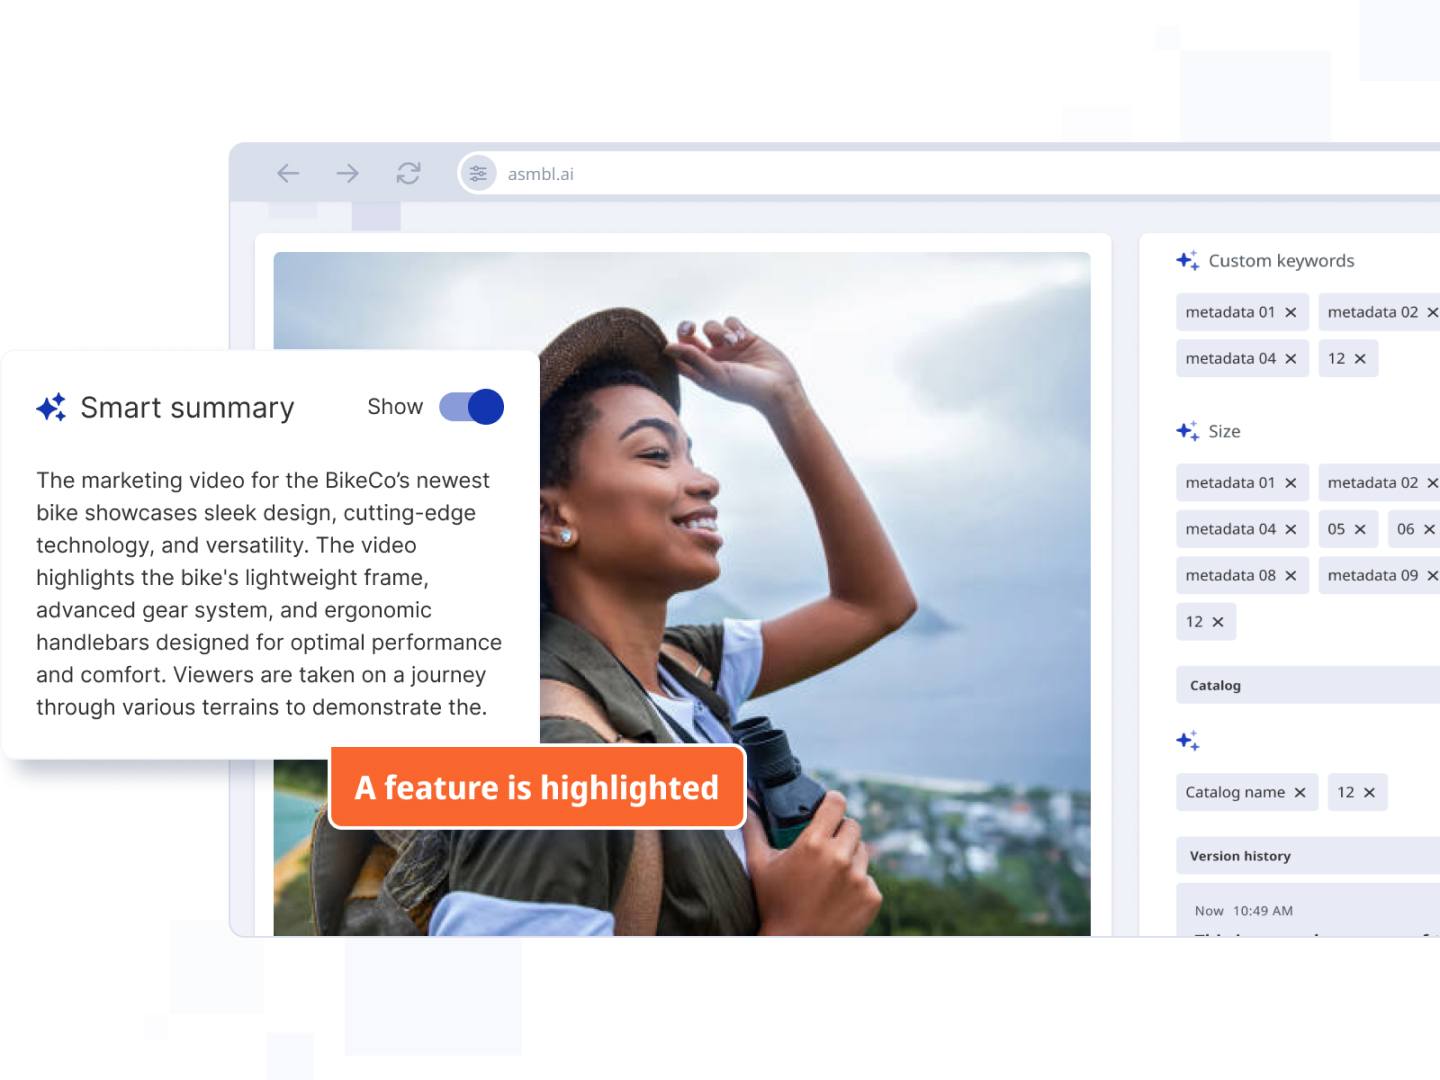 asmbl.ai
Smart summary
Show
The marketing video for the BikeCo’s newest
bike showcases sleek design, cutting-edge
technology, and versatility. The video
highlights the bike's lightweight frame,
advanced gear system, and ergonomic
handlebars designed for optimal performance
and comfort. Viewers are taken on a journey
through various terrains to demonstrate the.
A feature is highlighted
Custom keywords
metadata 01 metadata 02
metadata 04 12
Size
metadata 01 metadata 02
metadata 04 05 06
metadata 08 metadata 09
12
Catalog
Catalog name 12
Version history
Now 10:49 AM